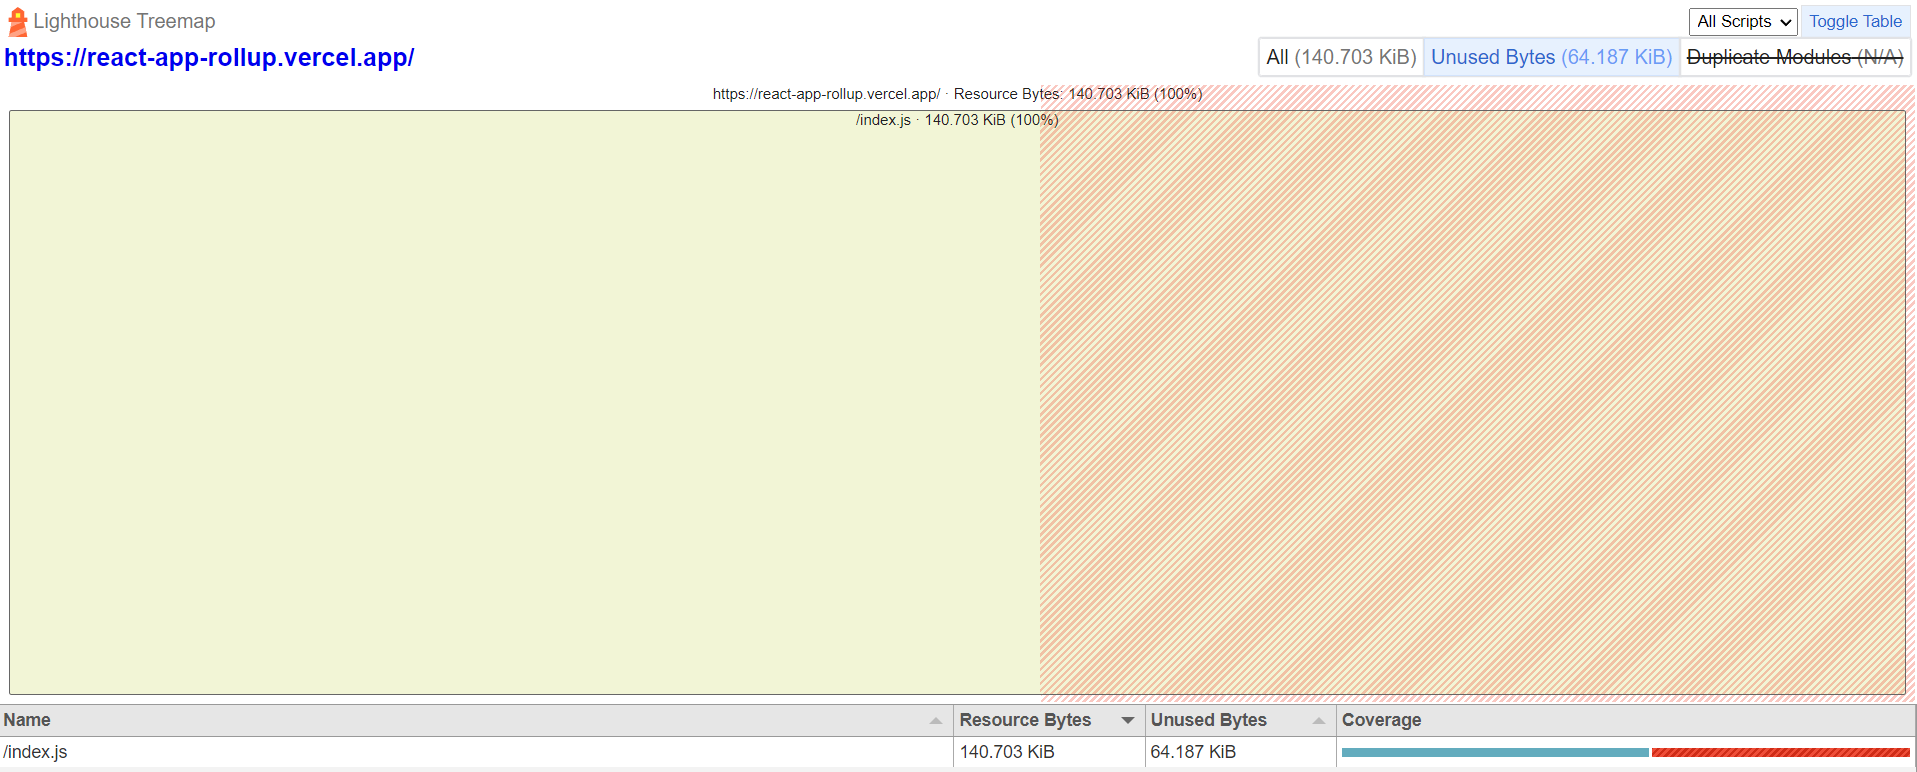 Lighthouse Treemap
All Scripts
Toggle Table
https://react-app-rollup.vercel.app/
All (140.703 KiB)
Unused Bytes (64.187 KiB)
Duplicate Modules (N/A)
https://react-app-rollup.vercel.app/ · Resource Bytes: 140.703 KiB (100%)
/index.js · 140.703 KiB (100%)
Name Resource Bytes Unused Bytes Coverage
/index.js 140.703 KiB 64.187 KiB